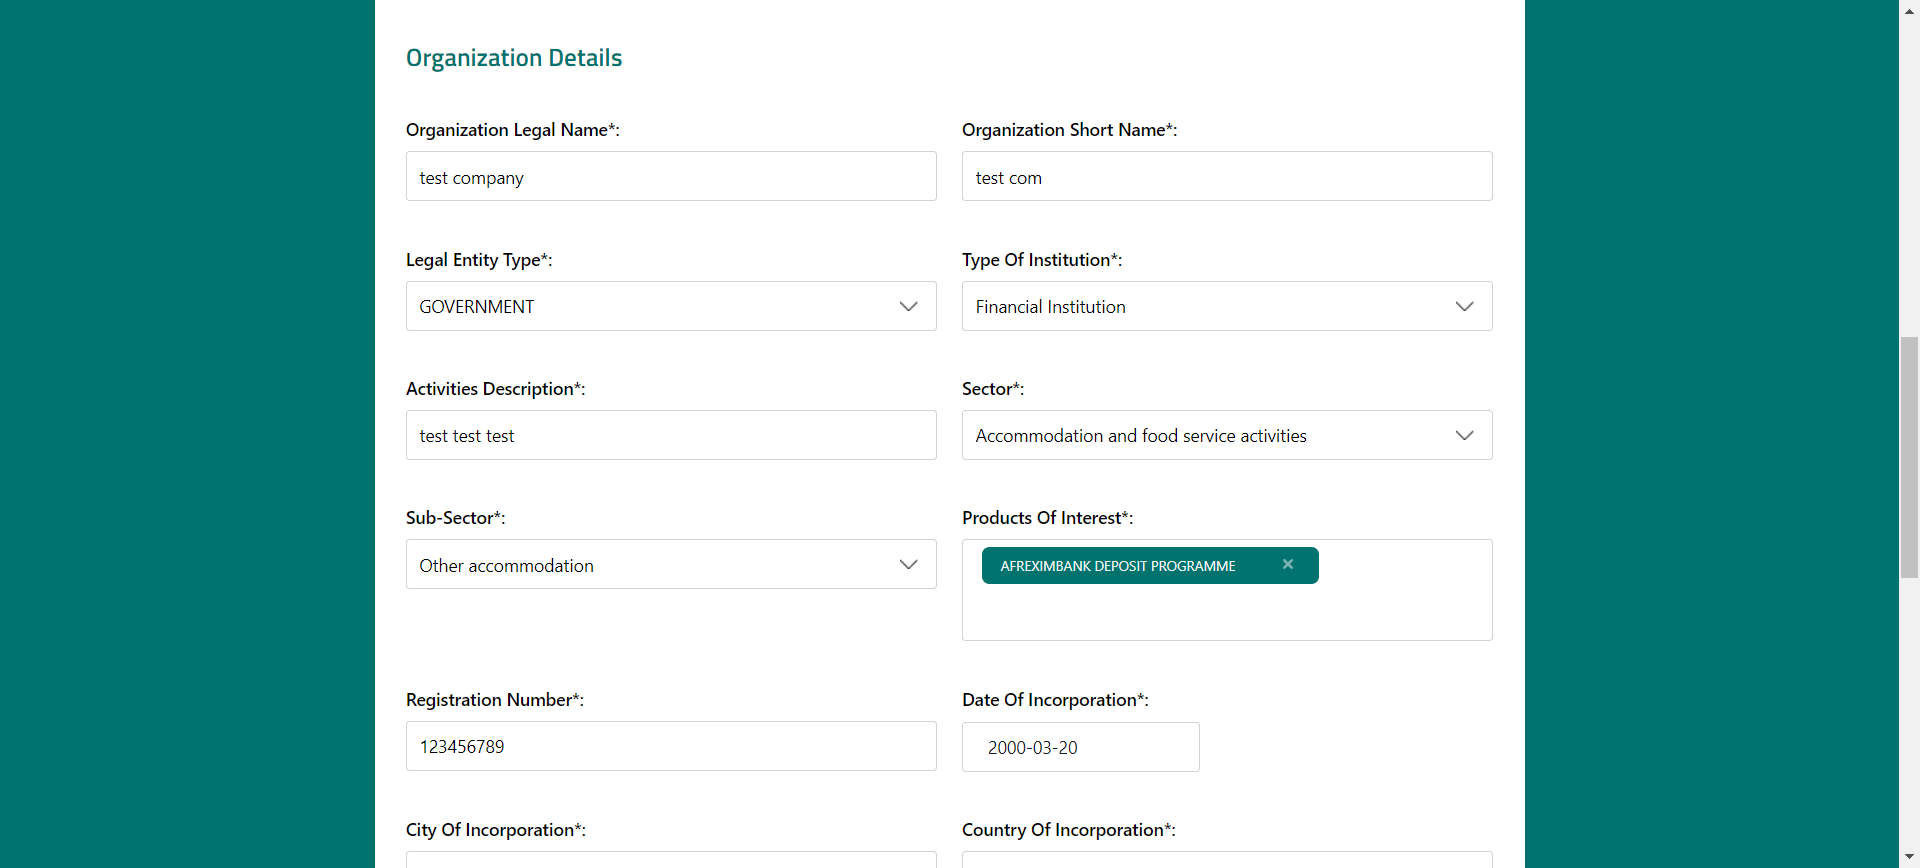 Organization Details
Organization Legal Name*:
Organization Short Name*:
test company
test com
Legal Entity Type*:
Type Of Institution*:
GOVERNMENT
Financial Institution
Activities Description*:
Sector*:
test test test
Accommodation and food service activities
Sub-Sector*:
Products Of Interest*:
Other accommodation
AFREXIMBANK DEPOSIT PROGRAMME ×
Registration Number*:
Date Of Incorporation*:
123456789
2000-03-20
City Of Incorporation*:
Country Of Incorporation*: